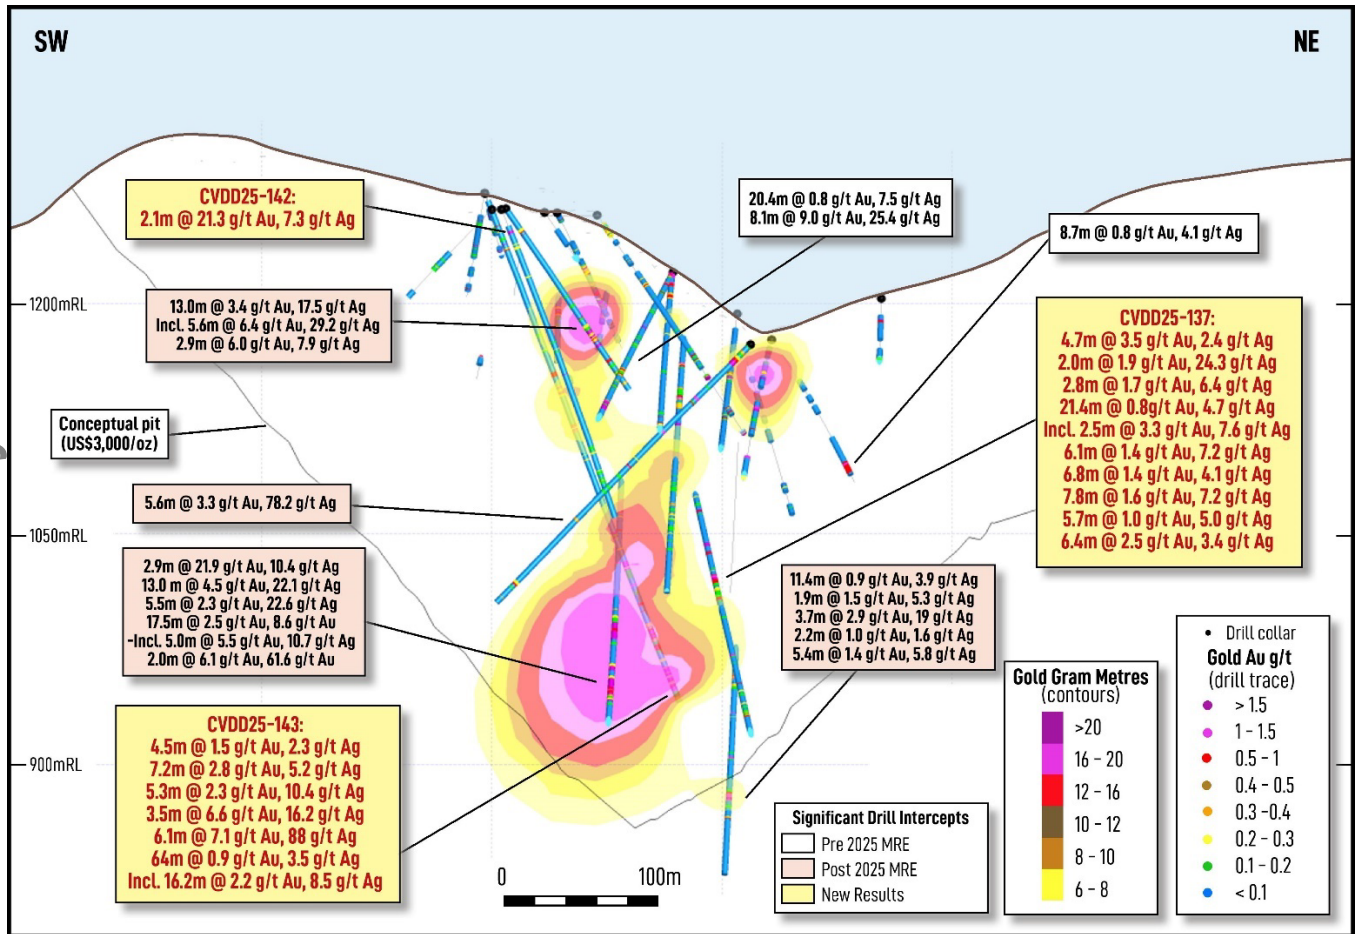 SW
NE
CVDD25-142:
2.1m @ 21.3 g/t Au, 7.3 g/t Ag
20.4m @ 0.8 g/t Au, 7.5 g/t Ag
8.1m @ 9.0 g/t Au, 25.4 g/t Ag
8.7m @ 0.8 g/t Au, 4.1 g/t Ag
1200mRL
13.0m @ 3.4 g/t Au, 17.5 g/t Ag
Incl. 5.6m @ 6.4 g/t Au, 29.2 g/t Ag
2.9m @ 6.0 g/t Au, 7.9 g/t Ag
CVDD25-137:
4.7m @ 3.5 g/t Au, 2.4 g/t Ag
2.0m @ 1.9 g/t Au, 24.3 g/t Ag
2.8m @ 1.7 g/t Au, 6.4 g/t Ag
21.4m @ 0.8g/t Au, 4.7 g/t Ag
Incl. 2.5m @ 3.3 g/t Au, 7.6 g/t Ag
6.1m @ 1.4 g/t Au, 7.2 g/t Ag
6.8m @ 1.4 g/t Au, 4.1 g/t Ag
7.8m @ 1.6 g/t Au, 7.2 g/t Ag
5.7m @ 1.0 g/t Au, 5.0 g/t Ag
6.4m @ 2.5 g/t Au, 3.4 g/t Ag
Conceptual pit
(US$3,000/oz)
5.6m @ 3.3 g/t Au, 78.2 g/t Ag
1050mRL
2.9m @ 21.9 g/t Au, 10.4 g/t Ag
13.0 m @ 4.5 g/t Au, 22.1 g/t Ag
5.5m @ 2.3 g/t Au, 22.6 g/t Ag
17.5m @ 2.5 g/t Au, 8.6 g/t Au
-Incl. 5.0m @ 5.5 g/t Au, 10.7 g/t Ag
2.0m @ 6.1 g/t Au, 61.6 g/t Au
11.4m @ 0.9 g/t Au, 3.9 g/t Ag
1.9m @ 1.5 g/t Au, 5.3 g/t Ag
3.7m @ 2.9 g/t Au, 19 g/t Ag
2.2m @ 1.0 g/t Au, 1.6 g/t Ag
5.4m @ 1.4 g/t Au, 5.8 g/t Ag
CVDD25-143:
4.5m @ 1.5 g/t Au, 2.3 g/t Ag
7.2m @ 2.8 g/t Au, 5.2 g/t Ag
5.3m @ 2.3 g/t Au, 10.4 g/t Ag
3.5m @ 6.6 g/t Au, 16.2 g/t Ag
6.1m @ 7.1 g/t Au, 88 g/t Ag
64m @ 0.9 g/t Au, 3.5 g/t Ag
Incl. 16.2m @ 2.2 g/t Au, 8.5 g/t Ag
900mRL
0 100m
Significant Drill Intercepts
Pre 2025 MRE
Post 2025 MRE
New Results
Gold Gram Metres
(contours)
>20
16 - 20
12 - 16
10 - 12
8 - 10
6 - 8
Drill collar
Gold Au g/t
(drill trace)
> 1.5
1 - 1.5
0.5 - 1
0.4 - 0.5
0.3 -0.4
0.2 - 0.3
0.1 - 0.2
< 0.1